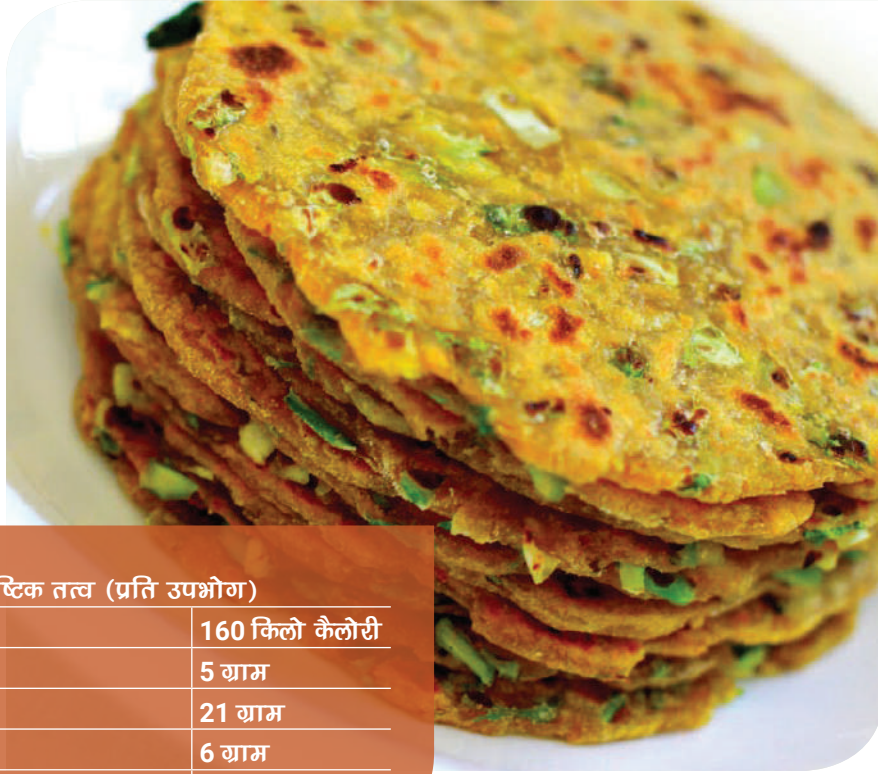 ष्टिक तत्व (प्रति उपभोग)
160 किलो कैलोरी
5 ग्राम
21 ग्राम
6 ग्राम